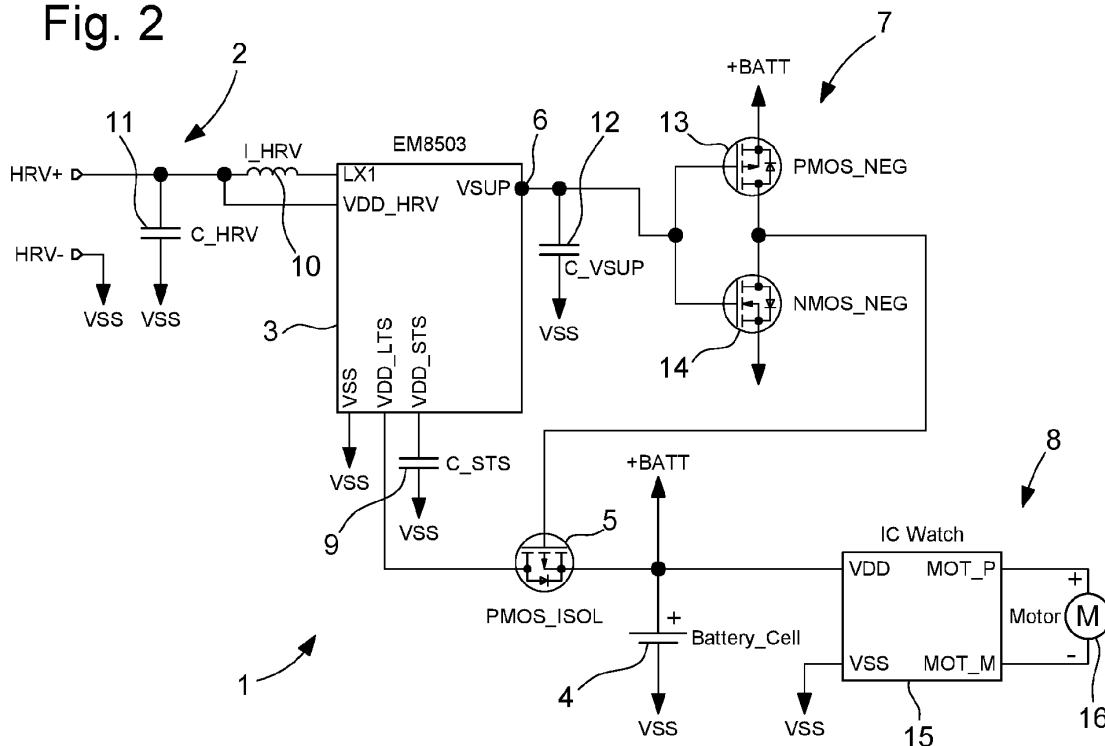 Fig. 2
2
7
+BATT
11
I_HRV
EM8503
6
12
13
HRV+
LX1
VSUP
PMOS_NEG
VDD_HRV
C_HRV
10
C_VSUP
HRV-
VSS
VSS
3
VSS
NMOS_NEG
14
VSS
VDD_LTS
VDD_STS
C_STS
VSS
VSS
9
+BATT
8
5
IC Watch
VDD
MOT_P
+
PMOS_ISOL
+
Motor
M
Battery_Cell
1
4
VSS
MOT_M
-
VSS
VSS
15
16